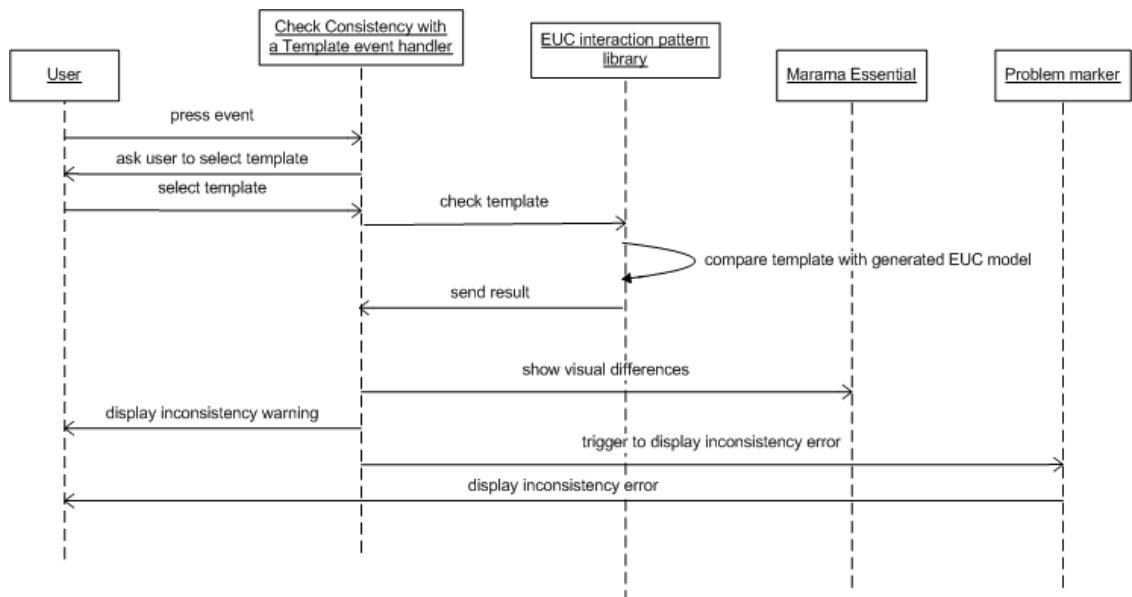 Check Consistency with
a Template event handler
EUC interaction pattern
library
User
Marama Essential
Problem marker
press event
ask user to select template
select template
check template
compare template with generated EUC model
send result
show visual differences
display inconsistency warning
trigger to display inconsistency error
display inconsistency error